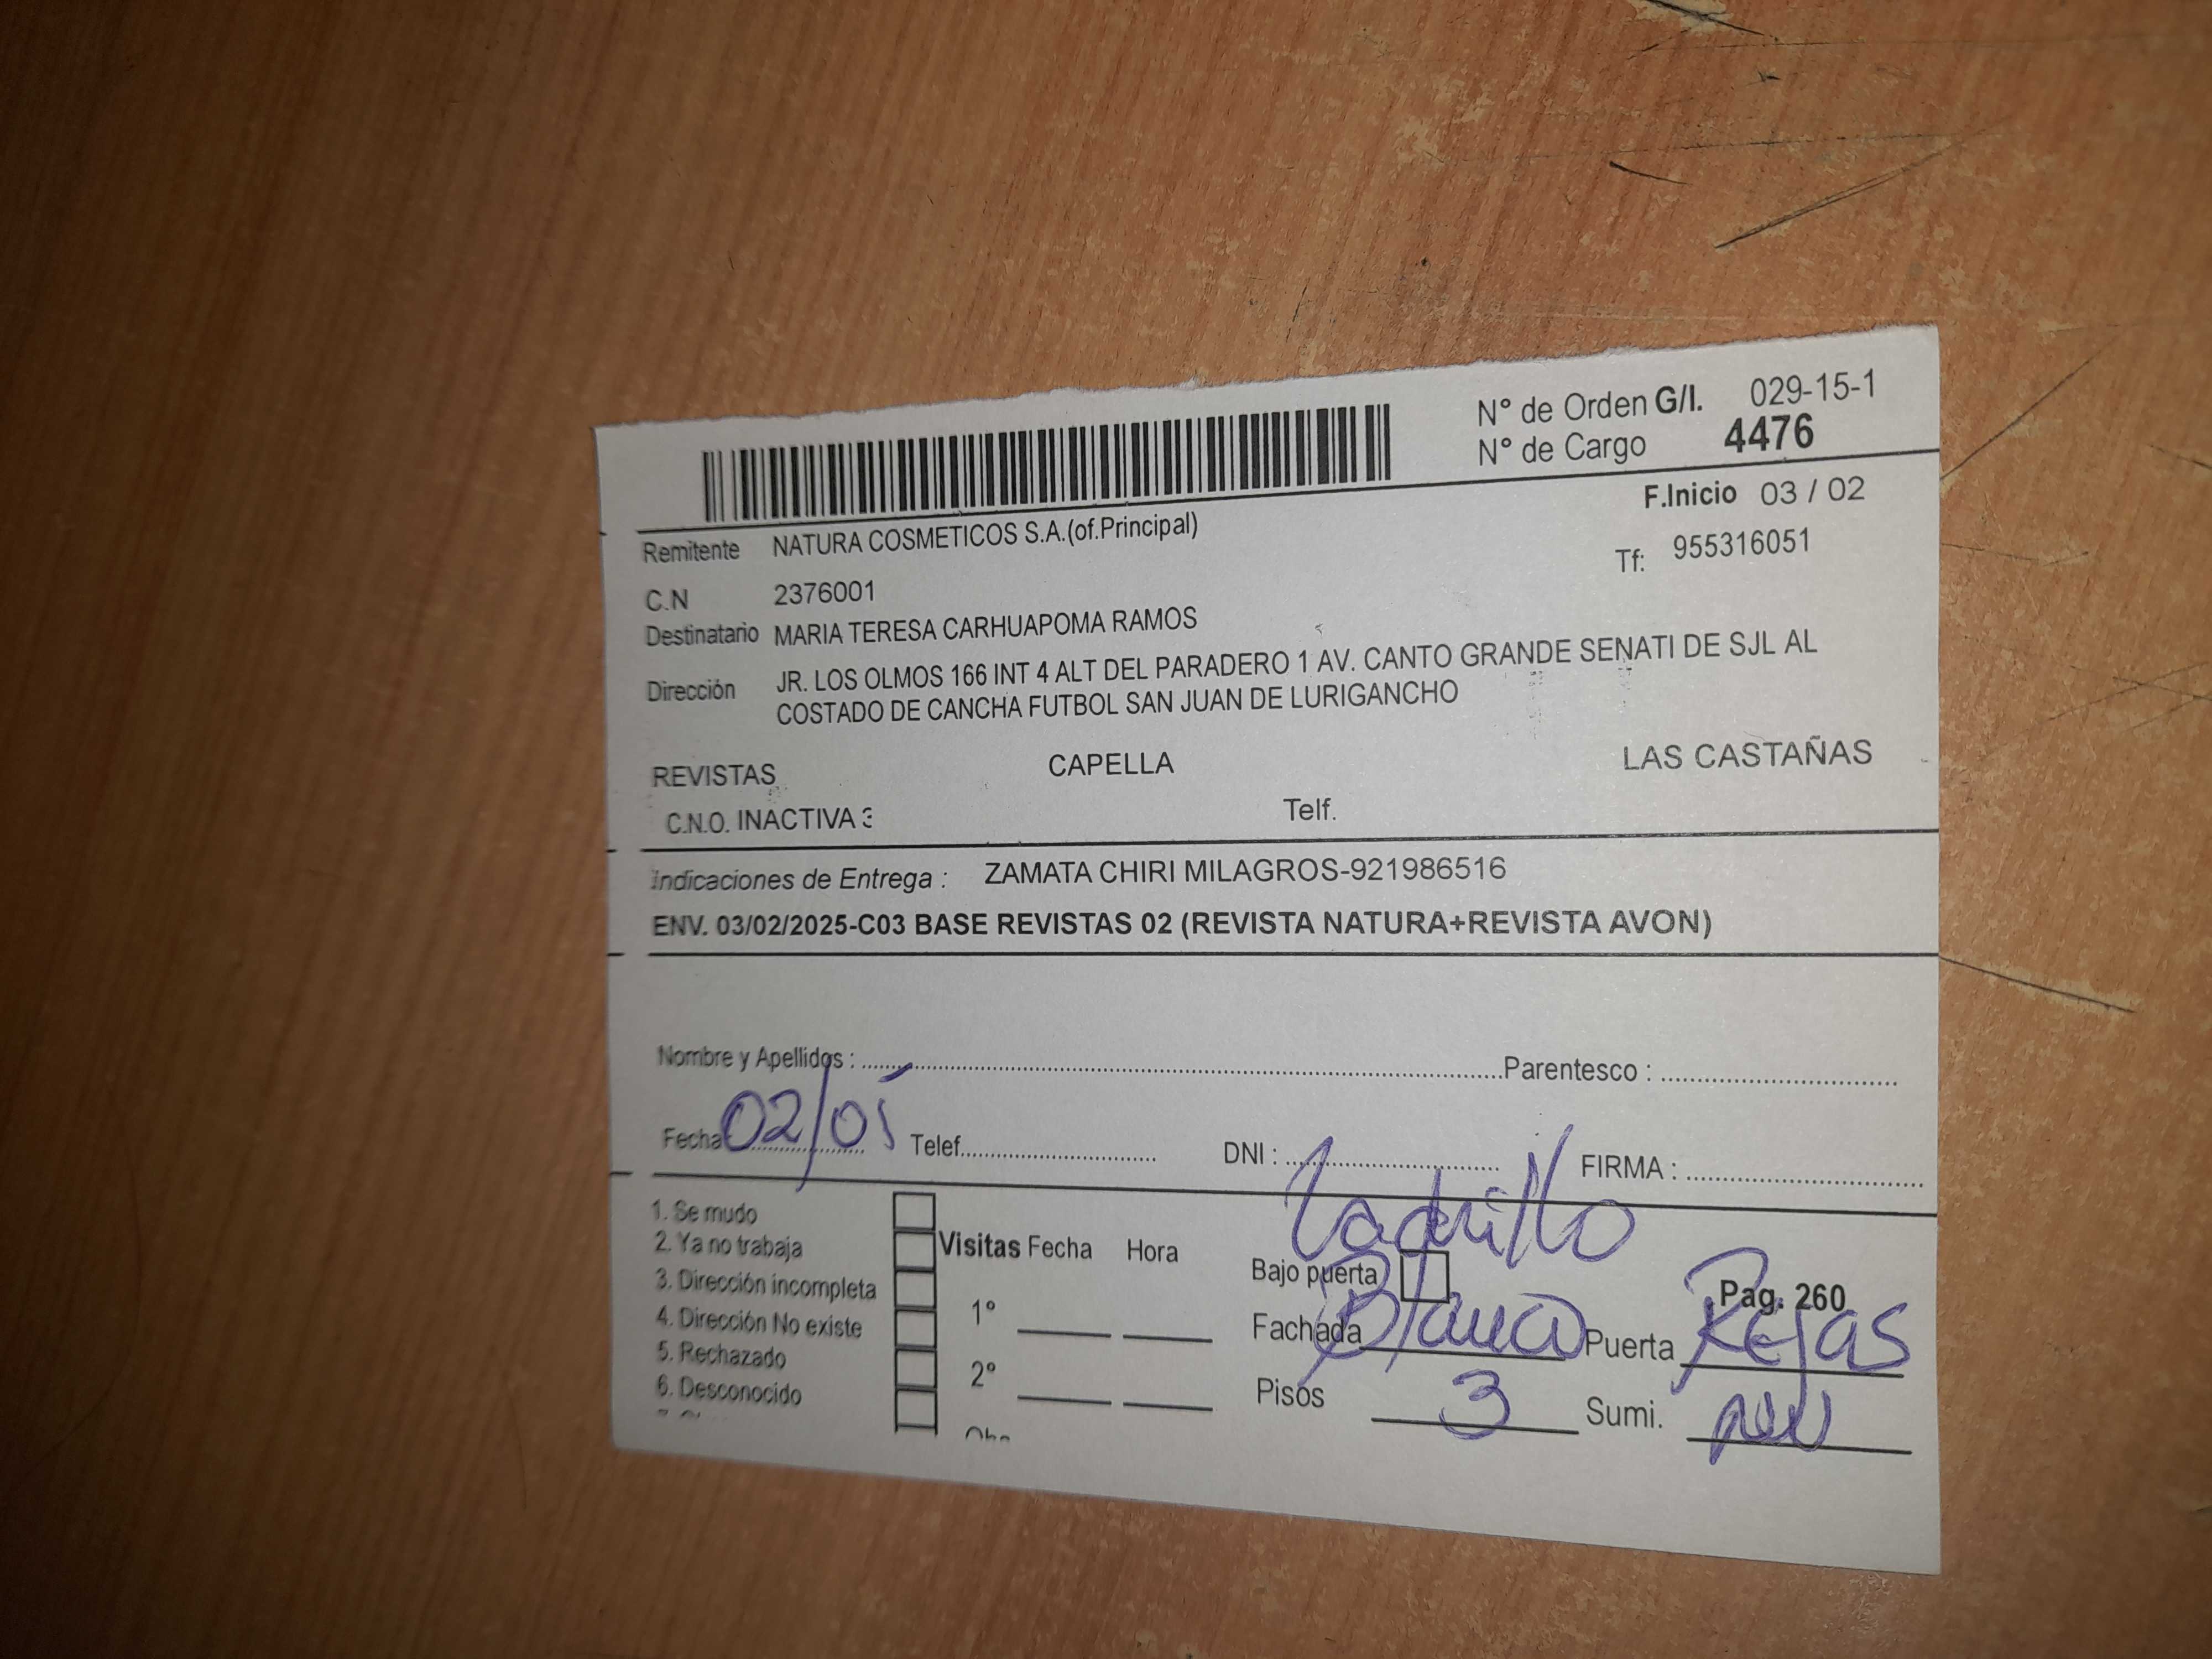 N° de Orden G/I. 029-15-1
N° de Cargo 4476
F.Inicio 03 / 02
Remitente NATURA COSMETICOS S.A.(of.Principal)
Tf: 955316051
C.N 2376001
Destinatario MARIA TERESA CARHUAPOMA RAMOS
Dirección JR. LOS OLMOS 166 INT 4 ALT DEL PARADERO 1 AV. CANTO GRANDE SENATI DE SJL AL
COSTADO DE CANCHA FUTBOL SAN JUAN DE LURIGANCHO
REVISTAS CAPELLA LAS CASTAÑAS
C.N.O. INACTIVA 3 Telf.
Indicaciones de Entrega : ZAMATA CHIRI MILAGROS-921986516
ENV. 03/02/2025-C03 BASE REVISTAS 02 (REVISTA NATURA+REVISTA AVON)
Nombre y Apellidos : Parentesco :
Fecha 02/05 Telef. DNI : FIRMA :
Ladrillo
1. Se mudo
2. Ya no trabaja
3. Dirección incompleta
4. Dirección No existe
5. Rechazado
6. Desconocido
Visitas Fecha Hora
1°
2°
Bajo puerta
Pag. 260
Fachada Blanco Puerta Rejas
Pisos 3 Sumi.